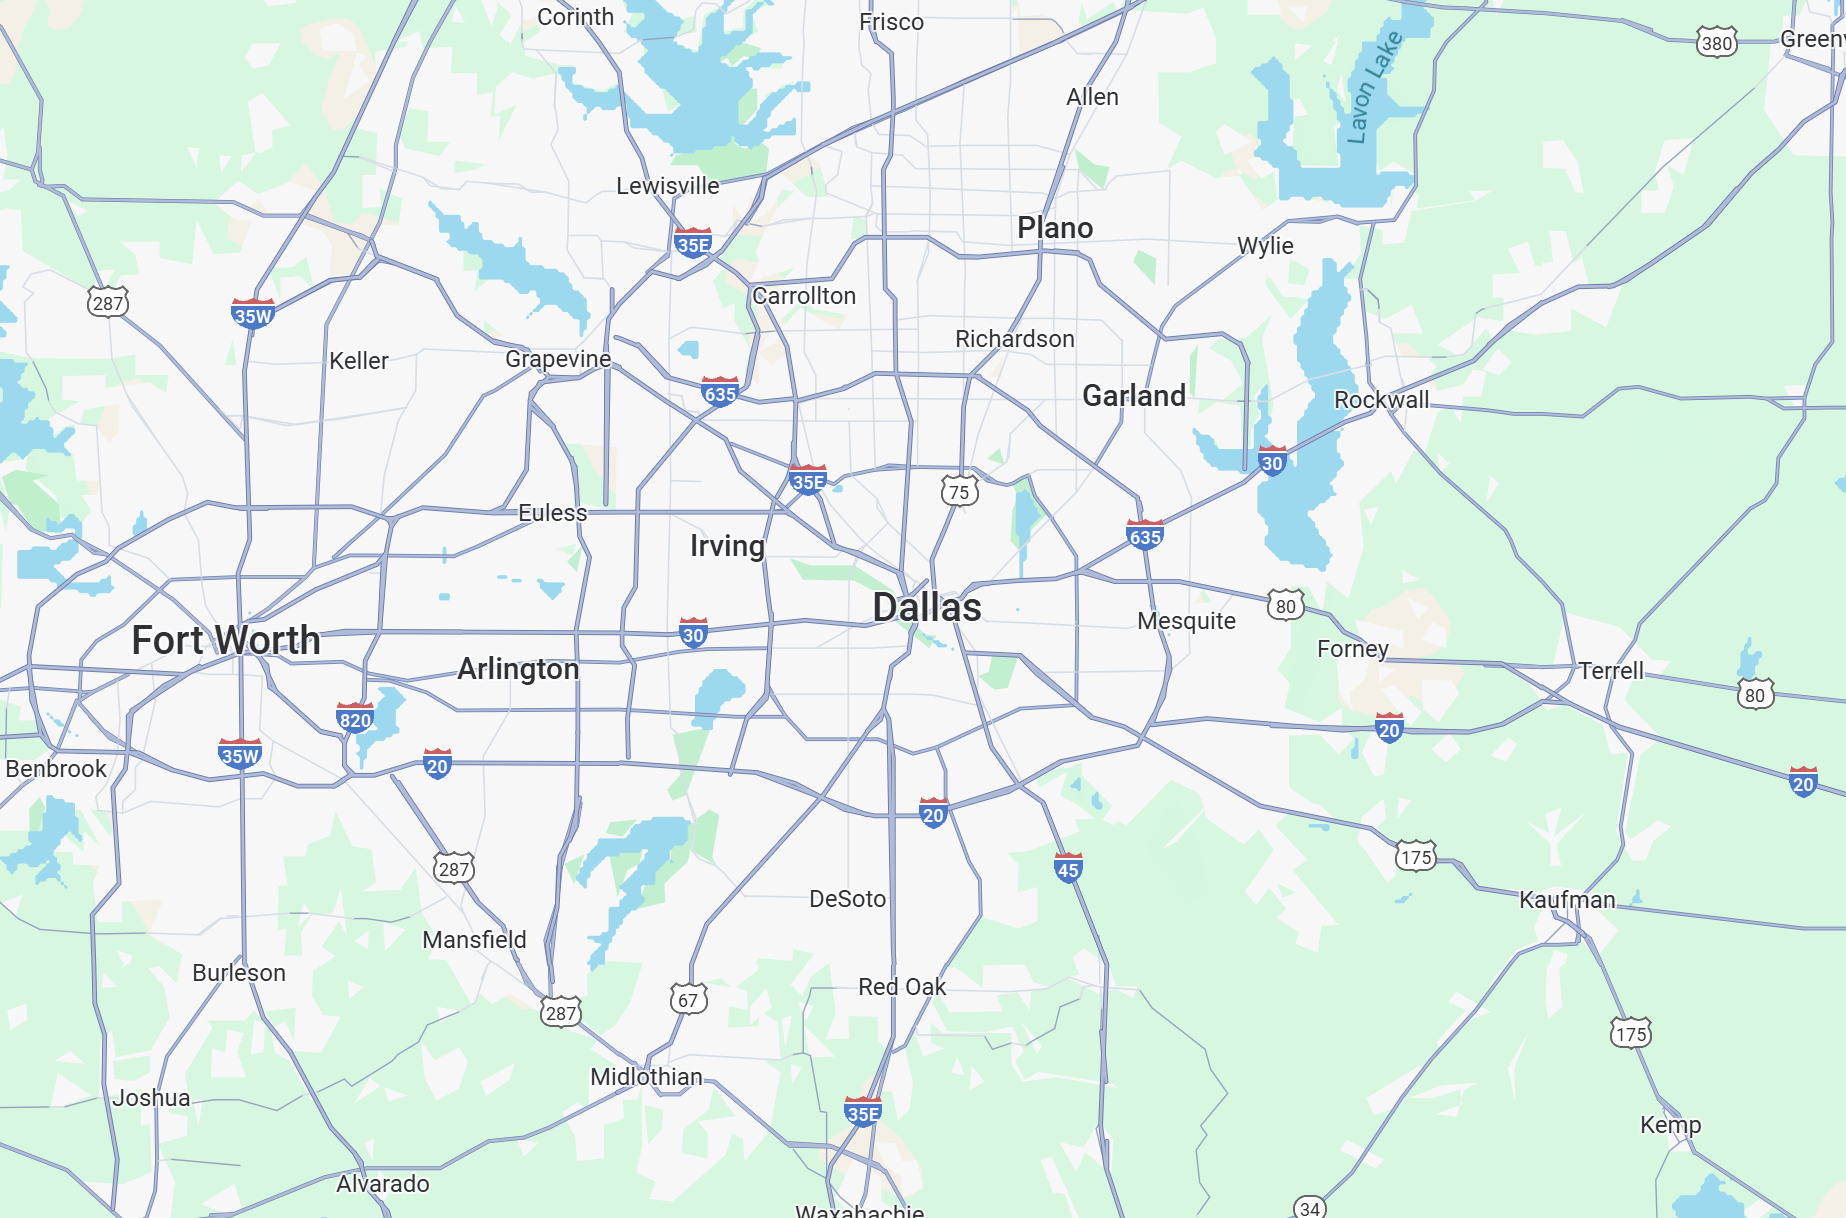 Corinth
Frisco
380
Greenv
Lavon Lake
Allen
Lewisville
35E
Plano
Wylie
287
35W
Carrollton
Richardson
Keller
Grapevine
635
Garland
Rockwall
30
35E
75
Euless
635
Irving
Dallas
80
Mesquite
Fort Worth
30
Forney
Arlington
Terrell
80
820
35W
20
Benbrook
20
20
20
287
175
45
DeSoto
Kaufman
Mansfield
Burleson
Red Oak
67
287
175
Midlothian
Joshua
35E
Kemp
Alvarado
34
Waxahachie